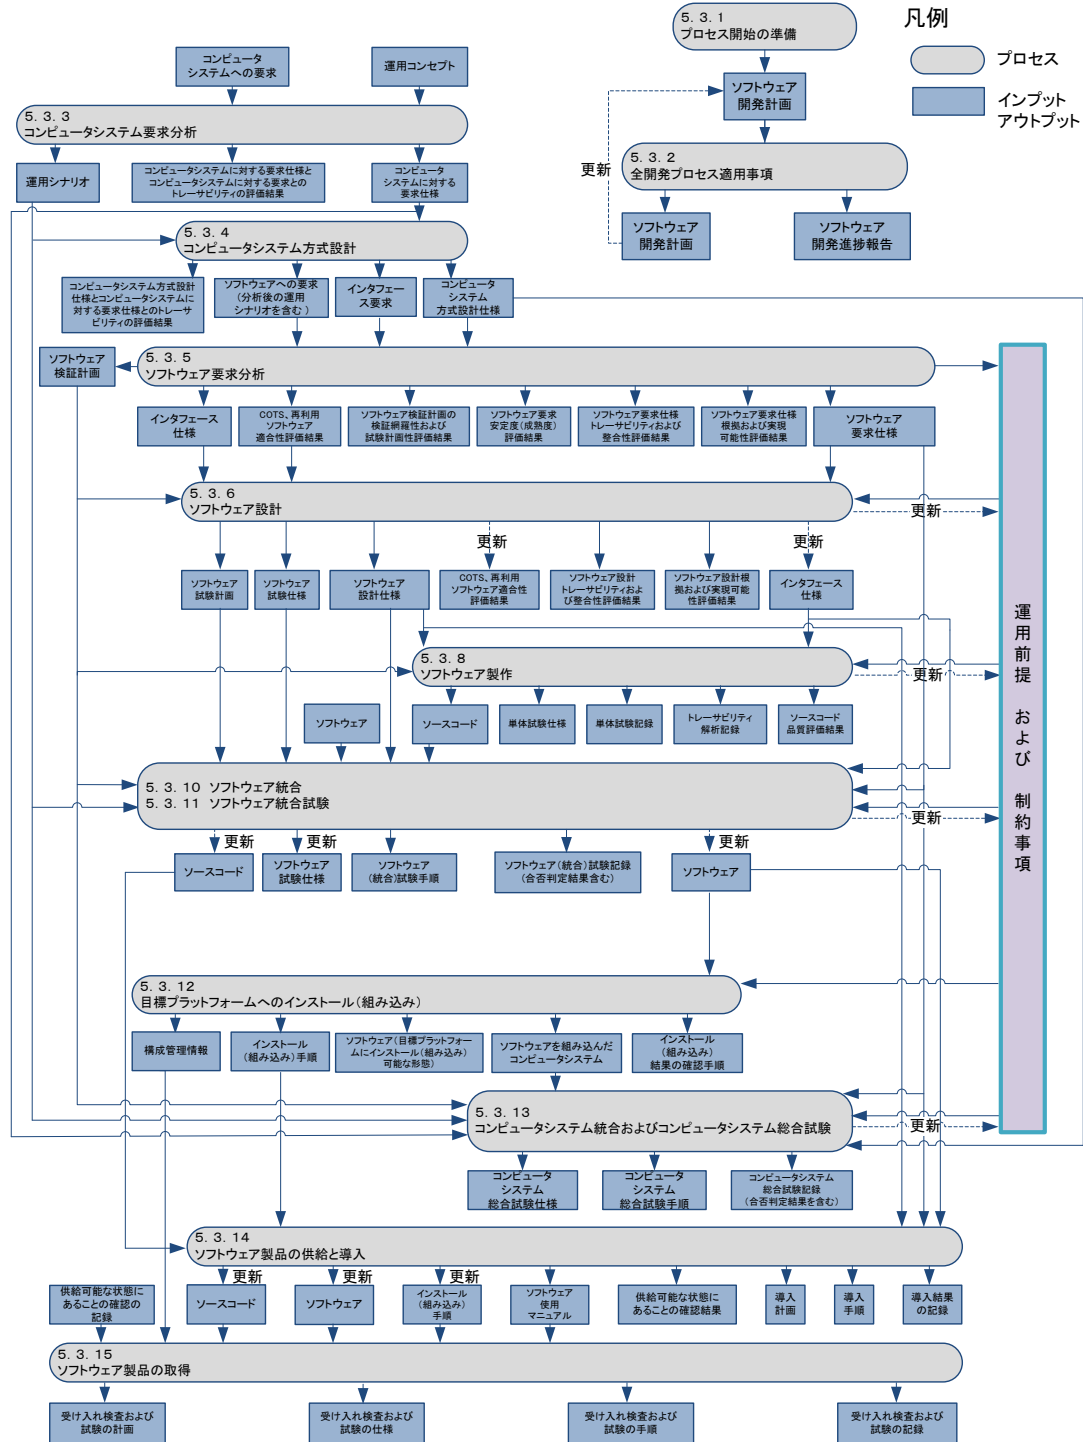 5.3.1
プロセス開始の準備
凡例
プロセス
インプット
アウトプット
コンピュータ
システムへの要求
運用コンセプト
ソフトウェア
開発計画
5.3.3
コンピュータシステム要求分析
更新
5.3.2
全開発プロセス適用事項
運用シナリオ
コンピュータシステムに対する要求仕様と
コンピュータシステムに対する要求との
トレーサビリティの評価結果
コンピュータ
システムに対する
要求仕様
ソフトウェア
開発計画
ソフトウェア
開発進捗報告
5.3.4
コンピュータシステム方式設計
コンピュータシステム方式設計
仕様とコンピュータシステムに
対する要求仕様とのトレーサ
ビリティの評価結果
ソフトウェアへの要求
(分析後の運用
シナリオを含む)
インタフェー
ス要求
コンピュータ
システム
方式設計仕様
ソフトウェア
検証計画
5.3.5
ソフトウェア要求分析
インタフェース
仕様
COTS、再利用
ソフトウェア
適合性評価結果
ソフトウェア検証計画の
検証網羅性および
試験計画性評価結果
ソフトウェア要求
安定度(成熟度)
評価結果
ソフトウェア要求仕様
トレーサビリティおよび
整合性評価結果
ソフトウェア要求仕様
根拠および実現
可能性評価結果
ソフトウェア
要求仕様
5.3.6
ソフトウェア設計
更新
更新
更新
ソフトウェア
試験計画
ソフトウェア
試験仕様
ソフトウェア
設計仕様
COTS、再利用
ソフトウェア適合性
評価結果
ソフトウェア設計
トレーサビリティおよ
び整合性評価結果
ソフトウェア設計根
拠および実現可能
性評価結果
インタフェース
仕様
運用前提 および 制約事項
5.3.8
ソフトウェア製作
更新
ソフトウェア
ソースコード
単体試験仕様
単体試験記録
トレーサビリティ
解析記録
ソースコード
品質評価結果
5.3.10 ソフトウェア統合
5.3.11 ソフトウェア統合試験
更新
更新
更新
更新
ソースコード
ソフトウェア
試験仕様
ソフトウェア
(統合)試験手順
ソフトウェア(統合)試験記録
(合否判定結果含む)
ソフトウェア
5.3.12
目標プラットフォームへのインストール(組み込み)
構成管理情報
インストール
(組み込み)手順
ソフトウェア(目標プラットフォー
ムにインストール(組み込み)
可能な形態)
ソフトウェアを組み込んだ
コンピュータシステム
インストール
(組み込み)
結果の確認手順
5.3.13
コンピュータシステム統合およびコンピュータシステム総合試験
更新
コンピュータ
システム
総合試験仕様
コンピュータ
システム
総合試験手順
コンピュータシステム
総合試験記録
(合否判定結果を含む)
5.3.14
ソフトウェア製品の供給と導入
更新
更新
更新
供給可能な状態に
あることの確認の
記録
ソースコード
ソフトウェア
インストール
(組み込み)
手順
ソフトウェア
使用
マニュアル
供給可能な状態に
あることの確認結果
導入
計画
導入
手順
導入結果
の記録
5.3.15
ソフトウェア製品の取得
受け入れ検査および
試験の計画
受け入れ検査および
試験の仕様
受け入れ検査および
試験の手順
受け入れ検査および
試験の記録